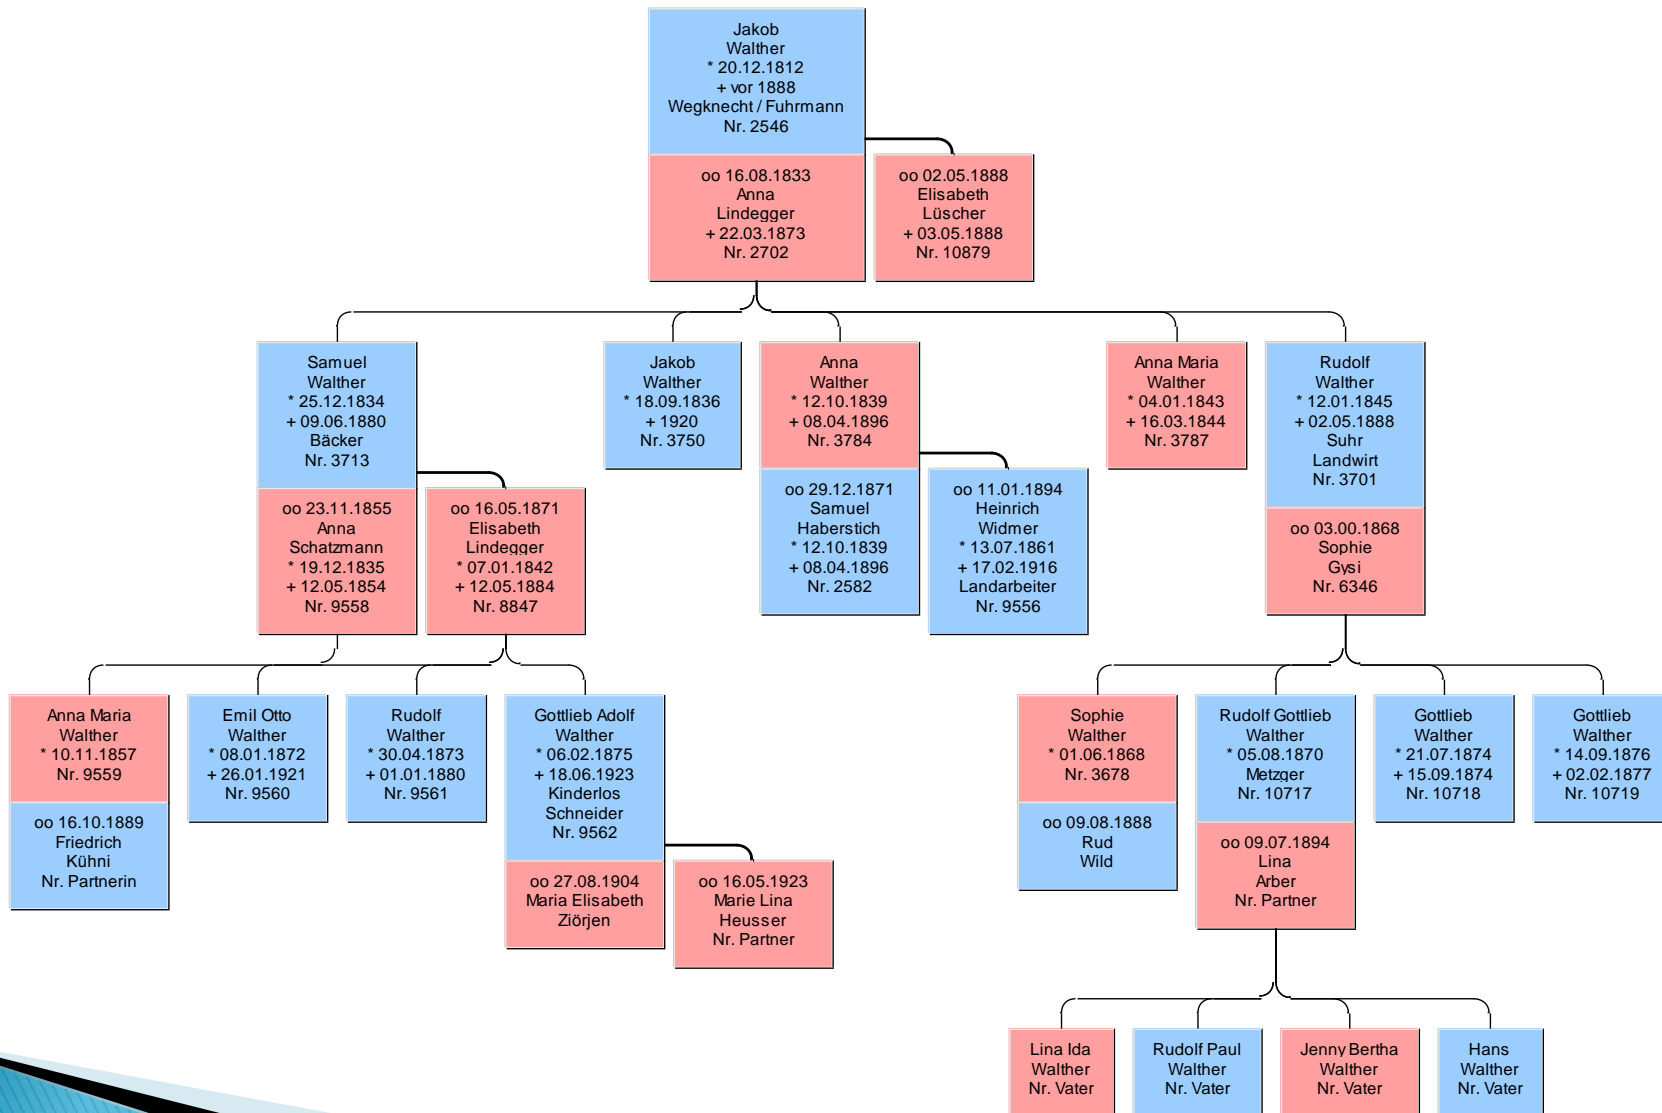 Jakob
Walther
* 20.12.1812
+ vor 1888
Wegknecht / Fuhrmann
Nr. 2546
oo 16.08.1833
Anna
Lindegger
+ 22.03.1873
Nr. 2702
oo 02.05.1888
Elisabeth
Lüscher
+ 03.05.1888
Nr. 10879
Samuel
Walther
* 25.12.1834
+ 09.06.1880
Bäcker
Nr. 3713
oo 23.11.1855
Anna
Schatzmann
* 19.12.1835
+ 12.05.1854
Nr. 9558
oo 16.05.1871
Elisabeth
Lindegger
* 07.01.1842
+ 12.05.1884
Nr. 8847
Jakob
Walther
* 18.09.1836
+ 1920
Nr. 3750
Anna
Walther
* 12.10.1839
+ 08.04.1896
Nr. 3784
oo 29.12.1871
Samuel
Haberstich
* 12.10.1839
+ 08.04.1896
Nr. 2582
oo 11.01.1894
Heinrich
Widmer
* 13.07.1861
+ 17.02.1916
Landarbeiter
Nr. 9556
Anna Maria
Walther
* 04.01.1843
+ 16.03.1844
Nr. 3787
Rudolf
Walther
* 12.01.1845
+ 02.05.1888
Suhr
Landwirt
Nr. 3701
oo 03.00.1868
Sophie
Gysi
Nr. 6346
Anna Maria
Walther
* 10.11.1857
Nr. 9559
oo 16.10.1889
Friedrich
Kühni
Nr. Partnerin
Emil Otto
Walther
* 08.01.1872
+ 26.01.1921
Nr. 9560
Rudolf
Walther
* 30.04.1873
+ 01.01.1880
Nr. 9561
Gottlieb Adolf
Walther
* 06.02.1875
+ 18.06.1923
Kinderlos
Schneider
Nr. 9562
oo 27.08.1904
Maria Elisabeth
Ziörjen
oo 16.05.1923
Marie Lina
Heusser
Nr. Partner
Sophie
Walther
* 01.06.1868
Nr. 3678
oo 09.08.1888
Rud
Wild
Rudolf Gottlieb
Walther
* 05.08.1870
Metzger
Nr. 10717
oo 09.07.1894
Lina
Arber
Nr. Partner
Gottlieb
Walther
* 21.07.1874
+ 15.09.1874
Nr. 10718
Gottlieb
Walther
* 14.09.1876
+ 02.02.1877
Nr. 10719
Lina Ida
Walther
Nr. Vater
Rudolf Paul
Walther
Nr. Vater
Jenny Bertha
Walther
Nr. Vater
Hans
Walther
Nr. Vater